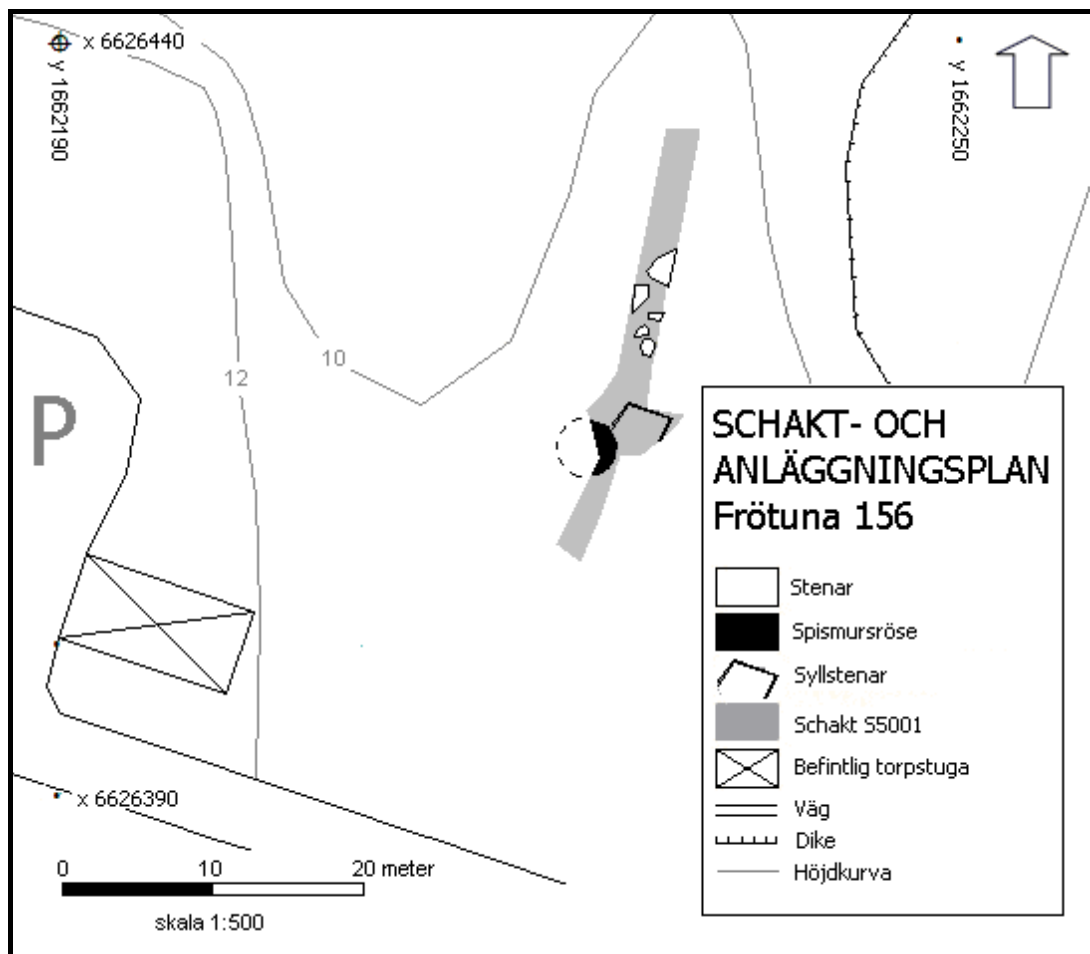 x 6626440
y 1662190
y 1662250
10
12
P
SCHAKT- OCH
ANLÄGGNINGSPLAN
Frötuna 156
Stenar
Spismursröse
Syllstenar
Schakt S5001
Befintlig torpstuga
Väg
Dike
Höjdkurva
x 6626390
0 10 20 meter
skala 1:500